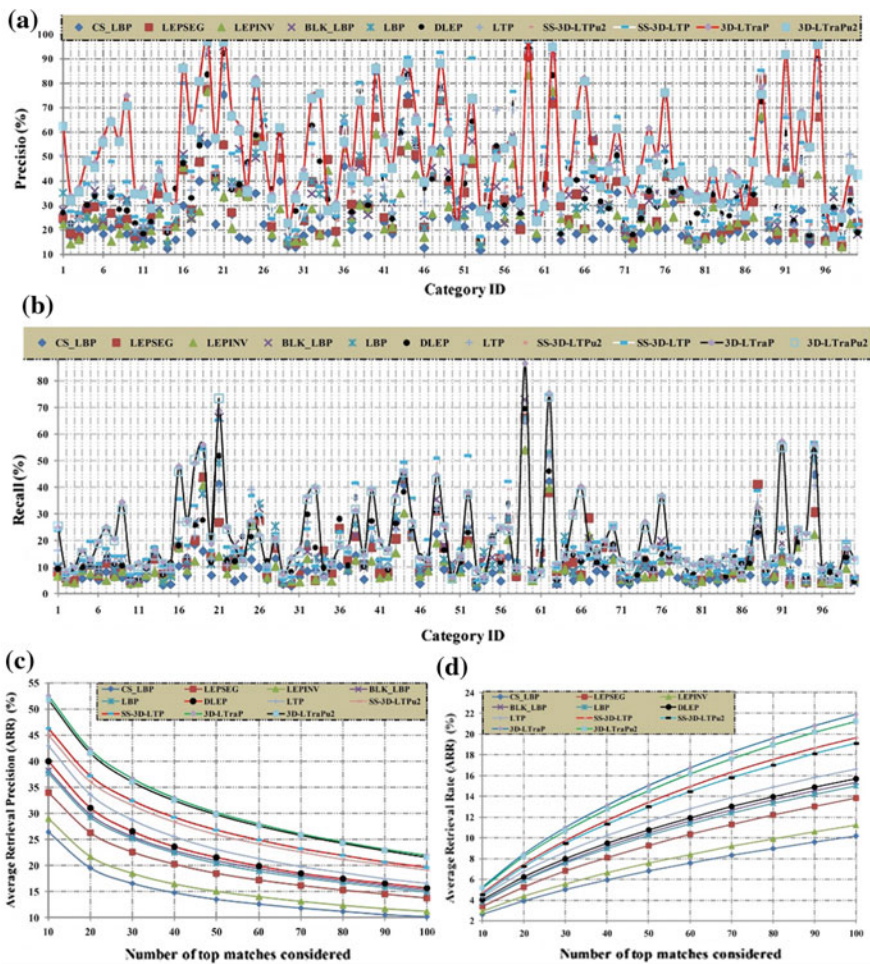 (a)
CS_LBP LEPSEG LEPINV BLK_LBP LBP DLEP LTP SS-3D-LTPu2 SS-3D-LTP 3D-LTraP 3D-LTraPu2
100
90
80
70
60
50
40
30
20
10
Precisio (%)
1 6 11 16 21 26 31 36 41 46 51 56 61 66 71 76 81 86 91 96
Category ID
(b)
CS_LBP LEPSEG LEPINV BLK_LBP LBP DLEP LTP SS-3D-LTPu2 SS-3D-LTP 3D-LTraP 3D-LTraPu2
80
70
60
50
40
30
20
10
0
Recall (%)
1 6 11 16 21 26 31 36 41 46 51 56 61 66 71 76 81 86 91 96
Category ID
(c)
CS_LBP LEPSEG LEPINV BLK_LBP
LBP DLEP LTP SS-3D-LTPu2
SS-3D-LTP 3D-LTraP 3D-LTraPu2
55
50
45
40
35
30
25
20
15
10
Average Retrieval Precision (ARR) (%)
10 20 30 40 50 60 70 80 90 100
Number of top matches considered
(d)
CS_LBP LEPSEG LEPINV
BLK_LBP LBP DLEP
LTP SS-3D-LTP SS-3D-LTPu2
3D-LTraP 3D-LTraPu2
24
22
20
18
16
14
12
10
8
6
4
2
Average Retrieval Rate (ARR) (%)
10 20 30 40 50 60 70 80 90 100
Number of top matches considered